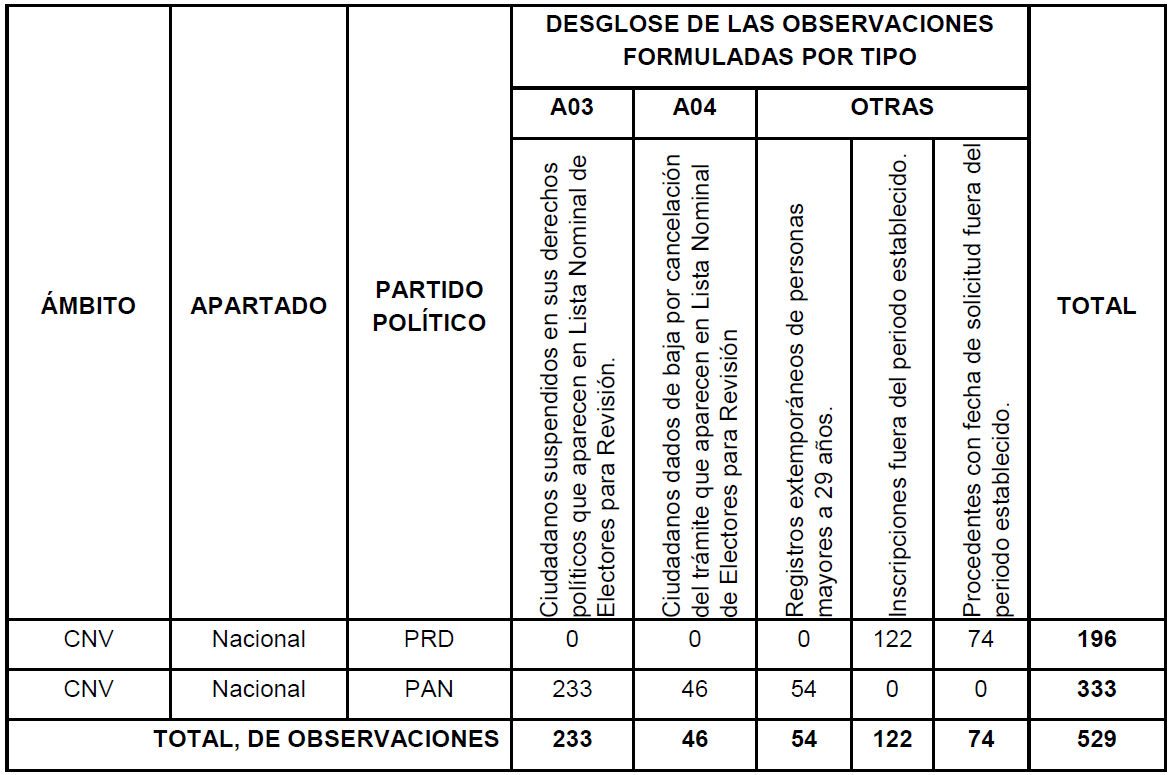 ÁMBITO
APARTADO
PARTIDO
POLÍTICO
DESGLOSE DE LAS OBSERVACIONES
FORMULADAS POR TIPO
TOTAL
A03
A04
OTRAS
Ciudadanos suspendidos en sus derechos
políticos que aparecen en Lista Nominal de
Electores para Revisión.
Ciudadanos dados de baja por cancelación
del trámite que aparecen en Lista Nominal
de Electores para Revisión
Registros extemporáneos de personas
mayores a 29 años.
Inscripciones fuera del periodo establecido.
Procedentes con fecha de solicitud fuera del
periodo establecido.
CNV Nacional PRD 0 0 0 122 74 196
CNV Nacional PAN 233 46 54 0 0 333
TOTAL, DE OBSERVACIONES 233 46 54 122 74 529